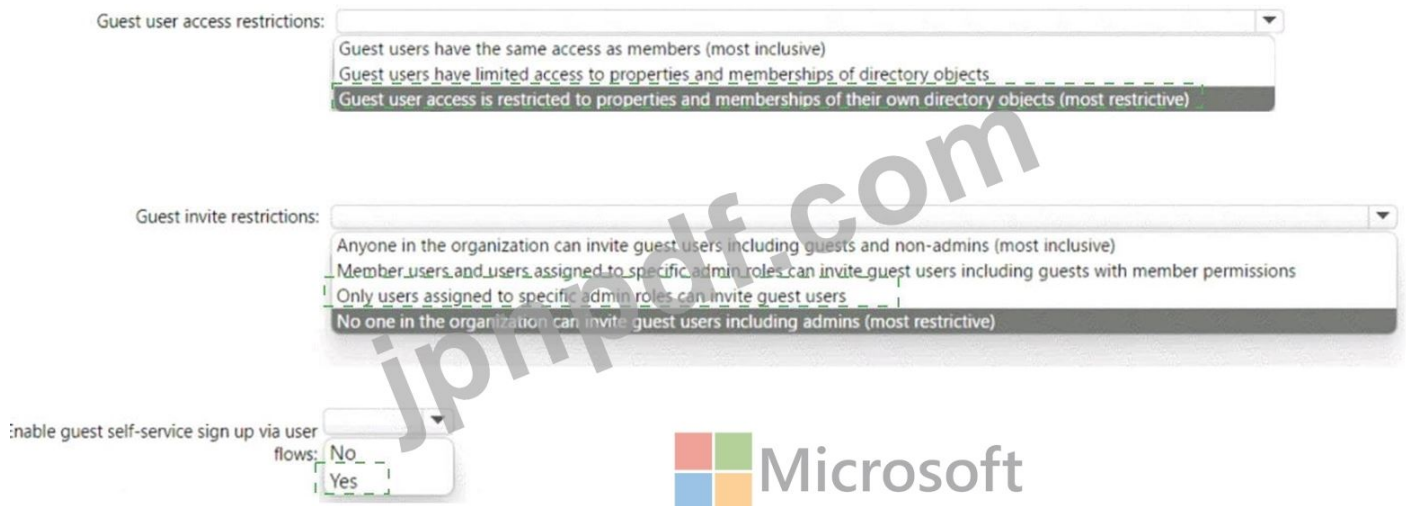 Guest user access restrictions:
Guest users have the same access as members (most inclusive)
Guest users have limited access to properties and memberships of directory objects
Guest user access is restricted to properties and memberships of their own directory objects (most restrictive)
Guest invite restrictions:
Anyone in the organization can invite guest users including guests and non-admins (most inclusive)
Member users and users assigned to specific admin roles can invite guest users including guests with member permissions
Only users assigned to specific admin roles can invite guest users
No one in the organization can invite guest users including admins (most restrictive)
jpnpdf.com
Enable guest self-service sign up via user
flows:
No
Yes
Microsoft